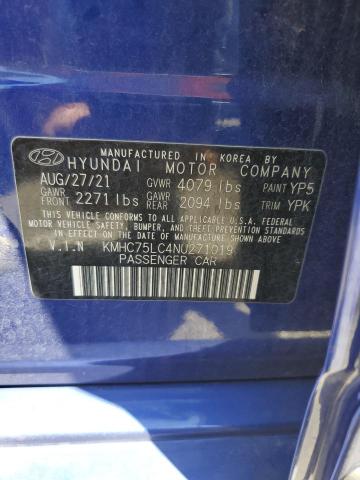 MANUFACTURED IN KOREA BY
HYUNDAI MOTOR COMPANY
AUG/27/21 GVWR 4079 lbs PAINT YP5
GAWR FRONT 2271 lbs GAWR REAR 2094 lbs TRIM YPK
THIS VEHICLE CONFORMS TO ALL APPLICABLE FEDERAL
MOTOR VEHICLE SAFETY, BUMPER, AND THEFT PREVENTION STANDARDS
IN EFFECT ON THE DATE OF MANUFACTURE SHOWN ABOVE.
V.I.N KMHC75LC4NU271019
PASSENGER CAR